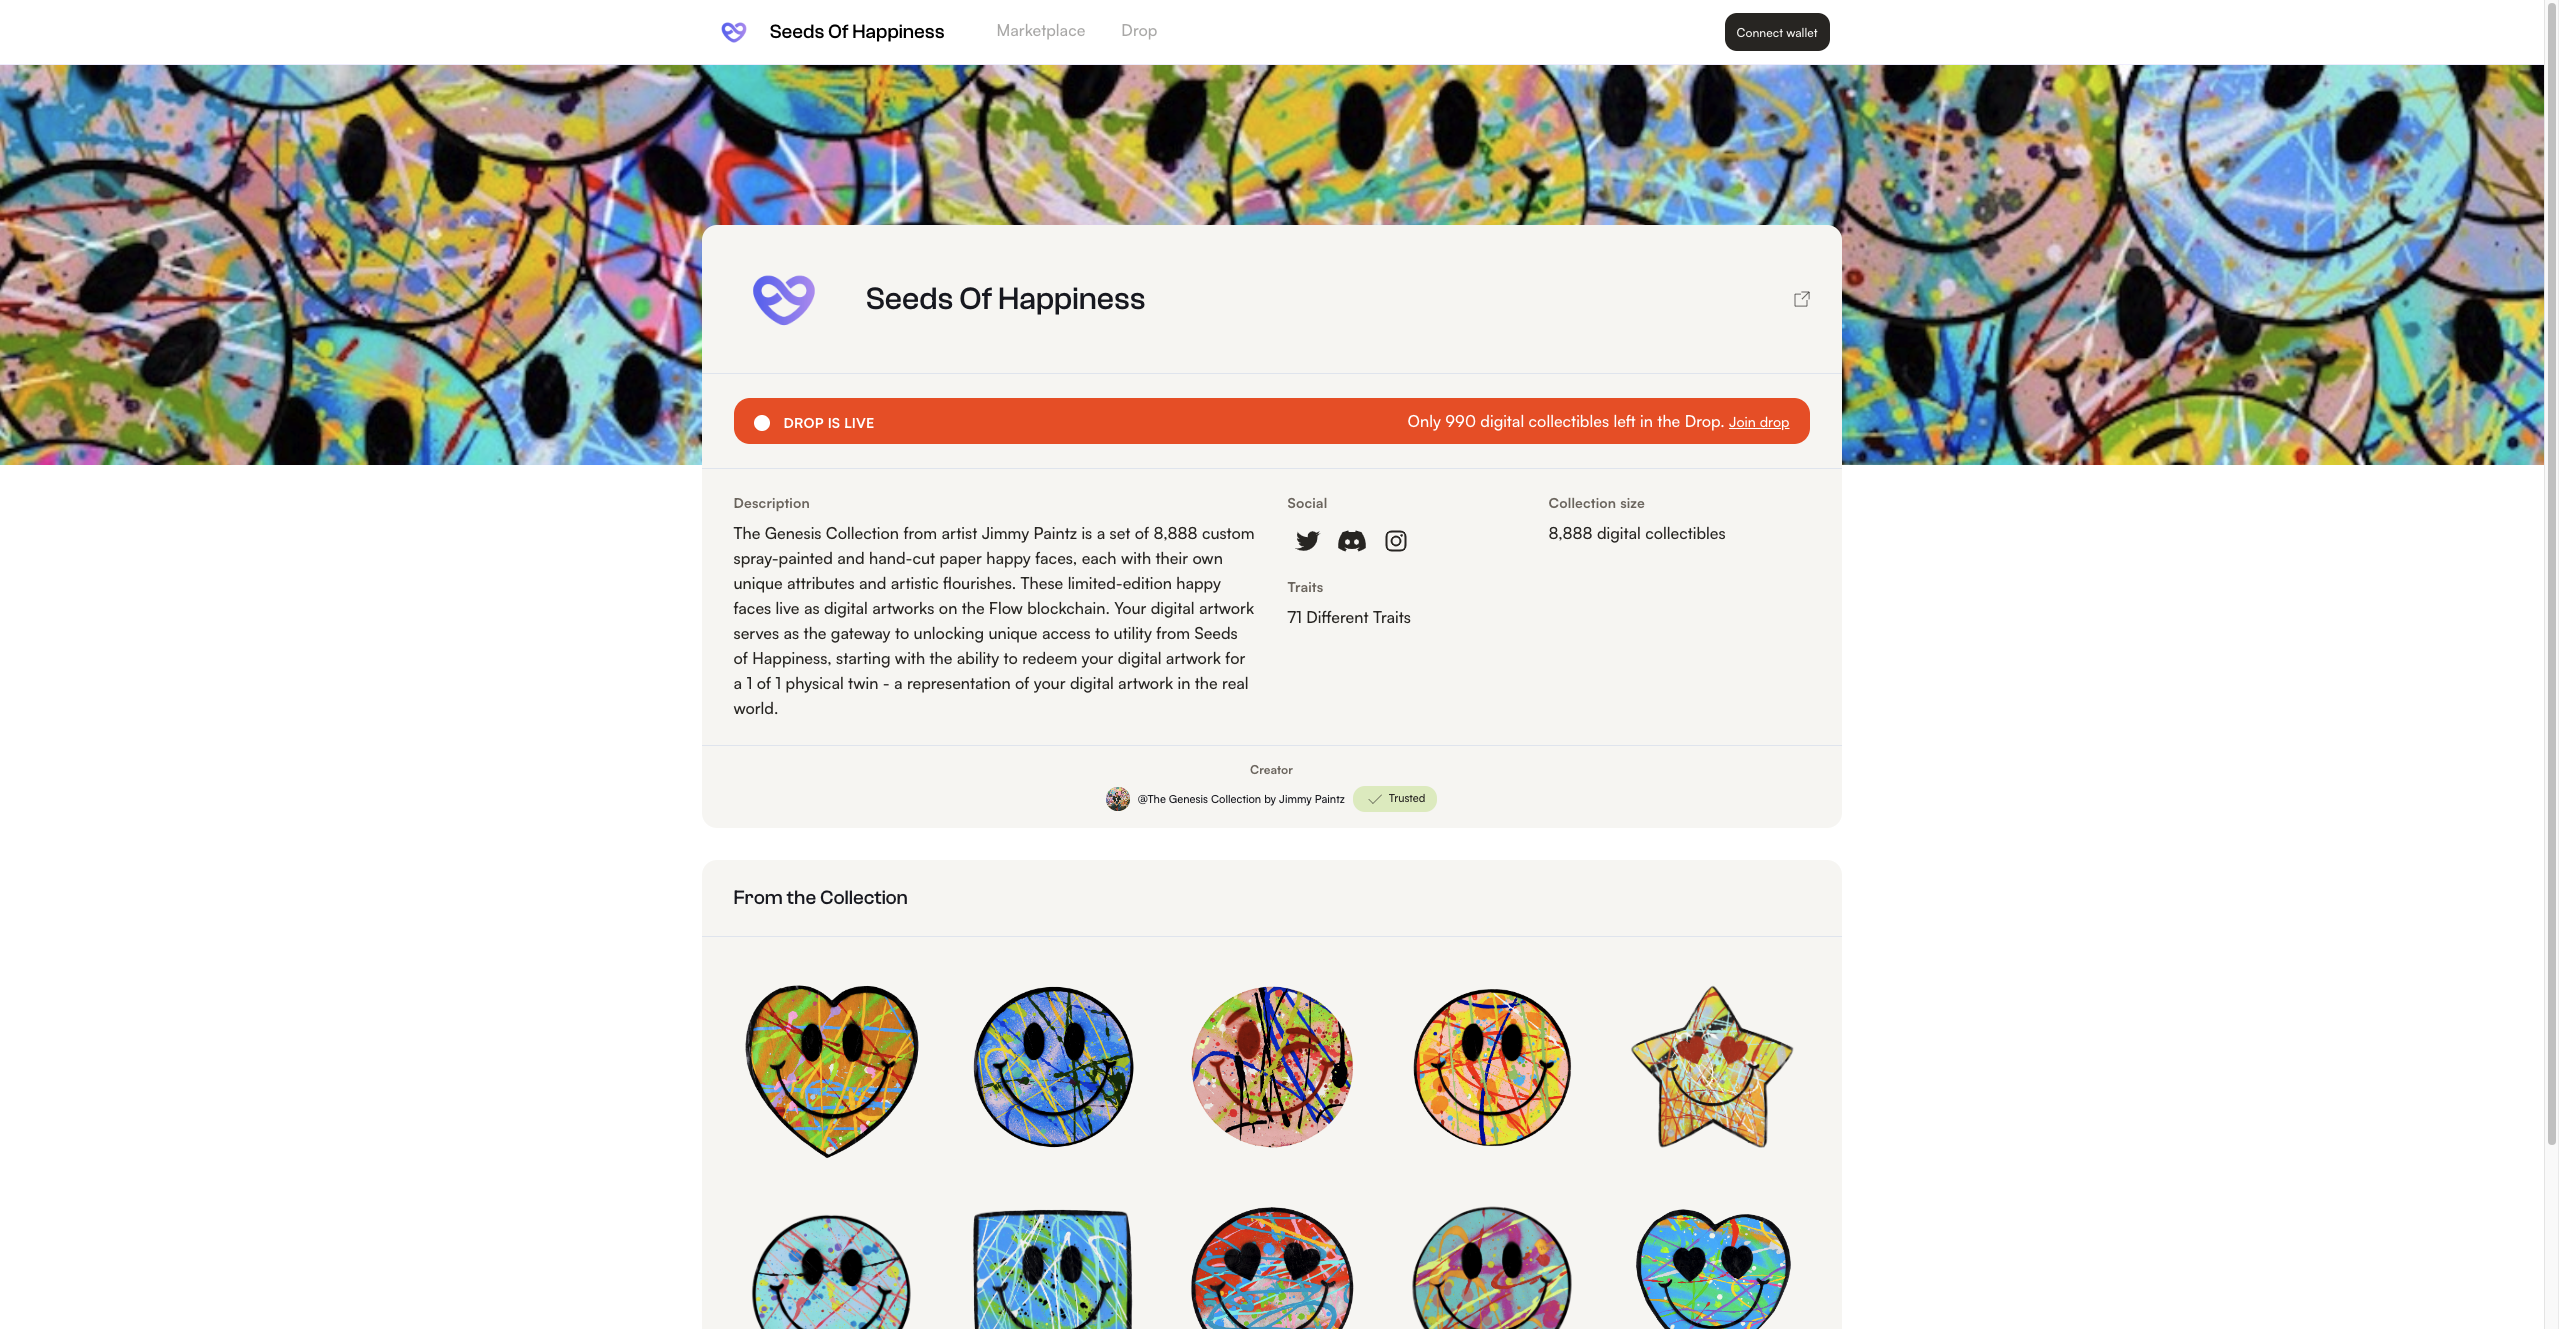 Seeds Of Happiness
Marketplace
Drop
Connect wallet
Seeds Of Happiness
DROP IS LIVE
Only 990 digital collectibles left in the Drop. Join drop
Description
The Genesis Collection from artist Jimmy Paintz is a set of 8,888 custom
spray-painted and hand-cut paper happy faces, each with their own
unique attributes and artistic flourishes. These limited-edition happy
faces live as digital artworks on the Flow blockchain. Your digital artwork
serves as the gateway to unlocking unique access to utility from Seeds
of Happiness, starting with the ability to redeem your digital artwork for
a 1 of 1 physical twin - a representation of your digital artwork in the real
world.
Social
Traits
71 Different Traits
Collection size
8,888 digital collectibles
Creator
@The Genesis Collection by Jimmy Paintz
Trusted
From the Collection